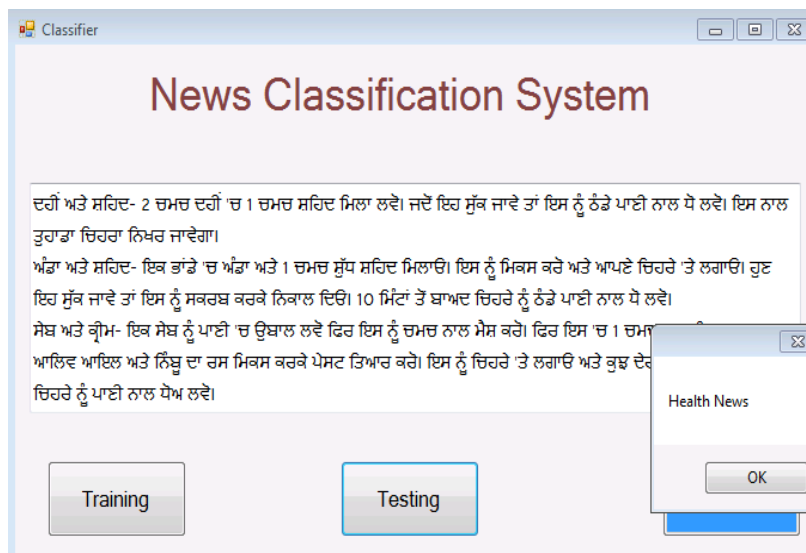 Classifier
News Classification System
ਦਹੀਂ ਅਤੇ ਸ਼ਹਿਦ- 2 ਚਮਚ ਦਹੀਂ 'ਚ 1 ਚਮਚ ਸ਼ਹਿਦ ਮਿਲਾ ਲਵੋ। ਜਦੋਂ ਇਹ ਸੁੱਕ ਜਾਵੇ ਤਾਂ ਇਸ ਨੂੰ ਠੰਡੇ ਪਾਣੀ ਨਾਲ ਧੋ ਲਵੋ। ਇਸ ਨਾਲ
ਤੁਹਾਡਾ ਚਿਹਰਾ ਨਿਖਰ ਜਾਵੇਗਾ।
ਅੰਡਾ ਅਤੇ ਸ਼ਹਿਦ- ਇਕ ਭਾਂਡੇ 'ਚ ਅੰਡਾ ਅਤੇ 1 ਚਮਚ ਸ਼ੁੱਧ ਸ਼ਹਿਦ ਮਿਲਾਓ। ਇਸ ਨੂੰ ਮਿਕਸ ਕਰੋ ਅਤੇ ਆਪਣੇ ਚਿਹਰੇ 'ਤੇ ਲਗਾਓ। ਹੁਣ
ਇਹ ਸੁੱਕ ਜਾਵੇ ਤਾਂ ਇਸ ਨੂੰ ਸਕਰਬ ਕਰਕੇ ਨਿਕਾਲ ਦਿਓ। 10 ਮਿੰਟਾਂ ਤੋਂ ਬਾਅਦ ਚਿਹਰੇ ਨੂੰ ਠੰਡੇ ਪਾਣੀ ਨਾਲ ਧੋ ਲਵੋ।
ਸੇਬ ਅਤੇ ਕ੍ਰੀਮ- ਇਕ ਸੇਬ ਨੂੰ ਪਾਣੀ 'ਚ ਉਬਾਲ ਲਵੋ ਫਿਰ ਇਸ ਨੂੰ ਚਮਚ ਨਾਲ ਮੈਸ਼ ਕਰੋ। ਫਿਰ ਇਸ 'ਚ 1
ਆਲਿਵ ਆਇਲ ਅਤੇ ਨਿੰਬੂ ਦਾ ਰਸ ਮਿਕਸ ਕਰਕੇ ਪੇਸਟ ਤਿਆਰ ਕਰੋ। ਇਸ ਨੂੰ ਚਿਹਰੇ 'ਤੇ ਲਗਾਓ ਅਤੇ ਕੁਝ
ਚਿਹਰੇ ਨੂੰ ਪਾਣੀ ਨਾਲ ਧੋਅ ਲਵੋ।
Health News
OK
Training
Testing